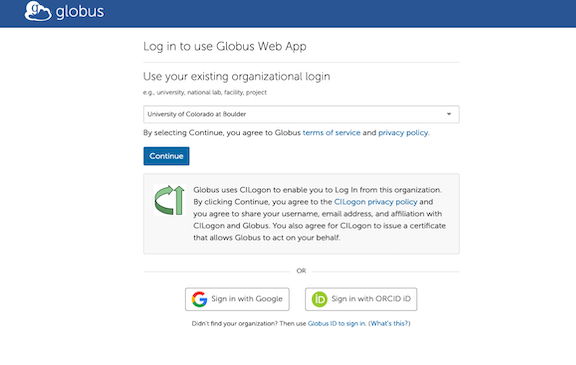 globus
Log in to use Globus Web App
Use your existing organizational login
e.g., university, national lab, facility, project
University of Colorado at Boulder
By selecting Continue, you agree to Globus terms of service and privacy policy.
Continue
Globus uses CILogon to enable you to Log In from this organization.
By clicking Continue, you agree to the CILogon privacy policy and
you agree to share your username, email address, and affiliation with
CILogon and Globus. You also agree for CILogon to issue a certificate
that allows Globus to act on your behalf.
OR
Sign in with Google
iD Sign in with ORCID iD
Didn't find your organization? Then use Globus ID to sign in. (What's this?)